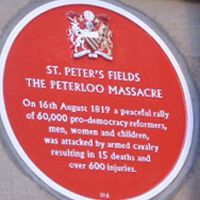 ST. PETER'S FIELDS
THE PETERLOO MASSACRE
On 16th August 1819 a peaceful rally
of 60,000 pro-democracy reformers,
men, women and children,
was attacked by armed cavalry
resulting in 15 deaths and
over 600 injuries.